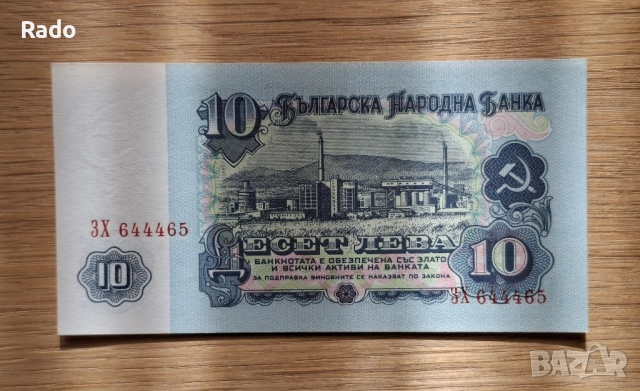 Rado
10 БЪЛГАРСКА НАРОДНА БАНКА
ЗХ 644465
ДЕСЕТ ЛЕВА
БАНКНОТАТА Е ОБЕЗПЕЧЕНА СЪС ЗЛАТО
И ВСИЧКИ АКТИВИ НА БАНКАТА
ЗА ПОДПРАВКА ВИНОВНИТЕ СЕ НАКАЗВАТ ПО ЗАКОНА
10
10
ЗХ 644465
BAZAR